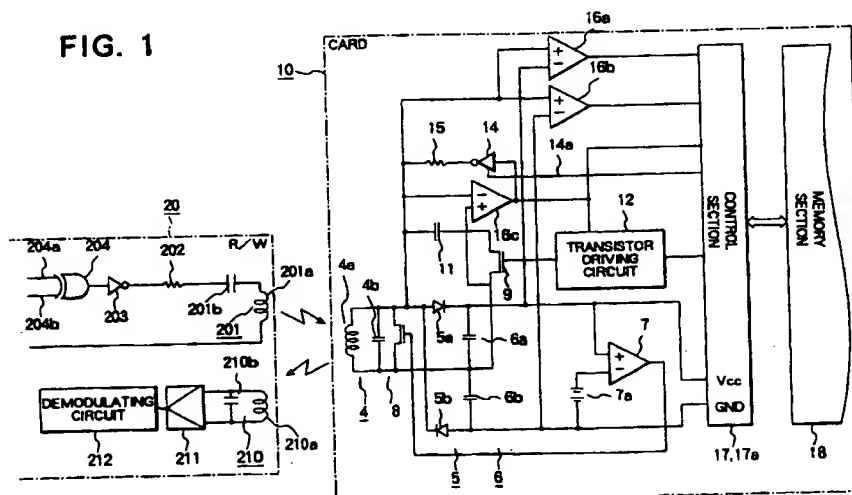 FIG. 1
CARD
16a
10
16b
15
14
14a
20
R/W
204a
204
202
201a
16c
12
TRANSISTOR
DRIVING
CIRCUIT
CONTROL
SECTION
MEMORY
SECTION
204b
203
201b
201
4a
4b
11
9
5a
6a
7
210b
DEMODULATING
CIRCUIT
4
8
5b
6b
7a
Vcc
GND
212
211
210
210a
5
6
17,17a
18
+
−
+
−
−
+
+
−